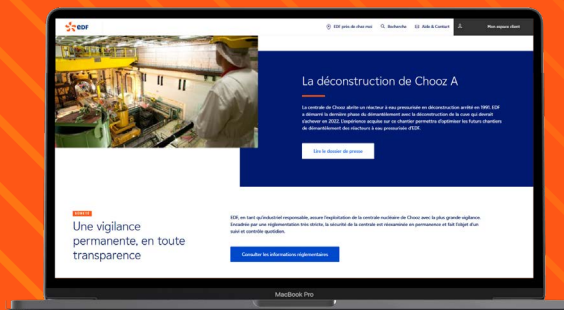 EDF
EDF près de chez moi
Recherche
Aide & Contact
Mon espace client
La déconstruction de Chooz A
La centrale de Chooz abrite un réacteur à eau pressurisée en déconstruction arrêté en 1991. EDF
a démarré la dernière phase du démantèlement avec la déconstruction de la cuve qui devrait
s'achever en 2022. L'expérience acquise sur ce chantier permettra d'optimiser les futurs chantiers
de démantèlement des réacteurs à eau pressurisée d'EDF.
Lire le dossier de presse
SÛRETÉ
Une vigilance
permanente, en toute
transparence
EDF, en tant qu'industriel responsable, assure l'exploitation de la centrale nucléaire de Chooz avec la plus grande vigilance.
Encadrée par une réglementation très stricte, la sécurité de la centrale est réexaminée en permanence et fait l'objet d'un
suivi et contrôle quotidien.
Consulter les informations réglementaires
MacBook Pro